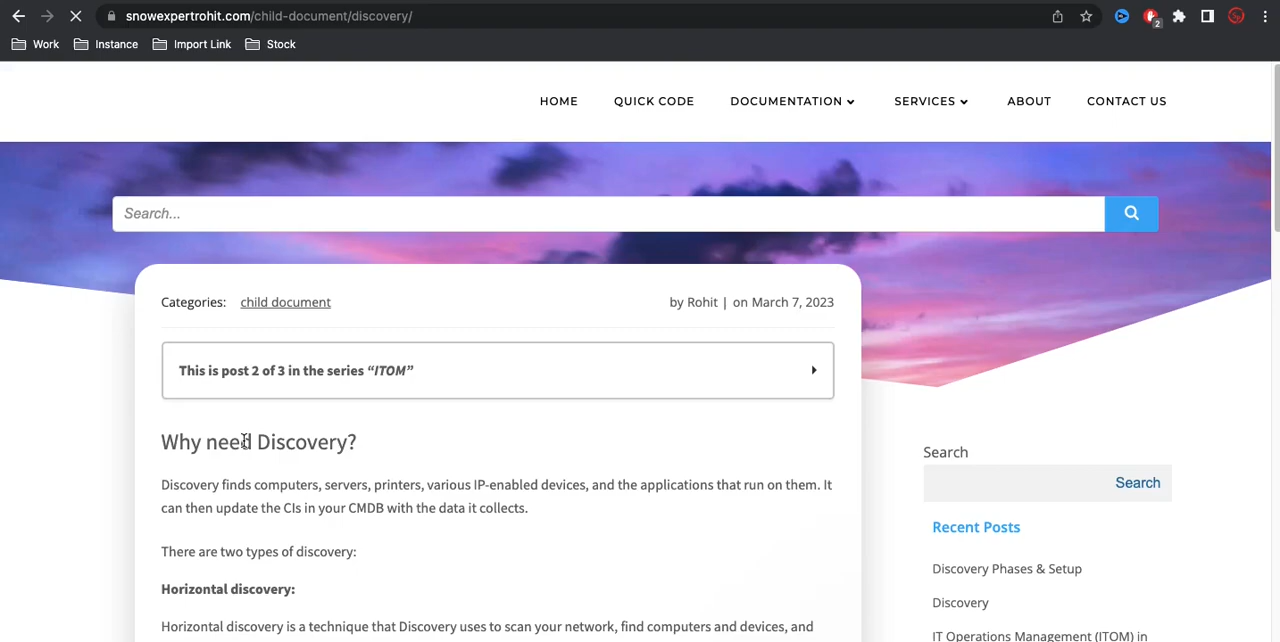 snowexpertrohit.com/child-document/discovery/
2
Work Instance Import Link Stock
HOME QUICK CODE DOCUMENTATION SERVICES ABOUT CONTACT US
Search...
Categories: child document by Rohit | on March 7, 2023
This is post 2 of 3 in the series “ITOM”
Why need Discovery?
Discovery finds computers, servers, printers, various IP-enabled devices, and the applications that run on them. It
can then update the CIs in your CMDB with the data it collects.
There are two types of discovery:
Horizontal discovery:
Horizontal discovery is a technique that Discovery uses to scan your network, find computers and devices, and
Search
Search
Recent Posts
Discovery Phases & Setup
Discovery
IT Operations Management (ITOM) in